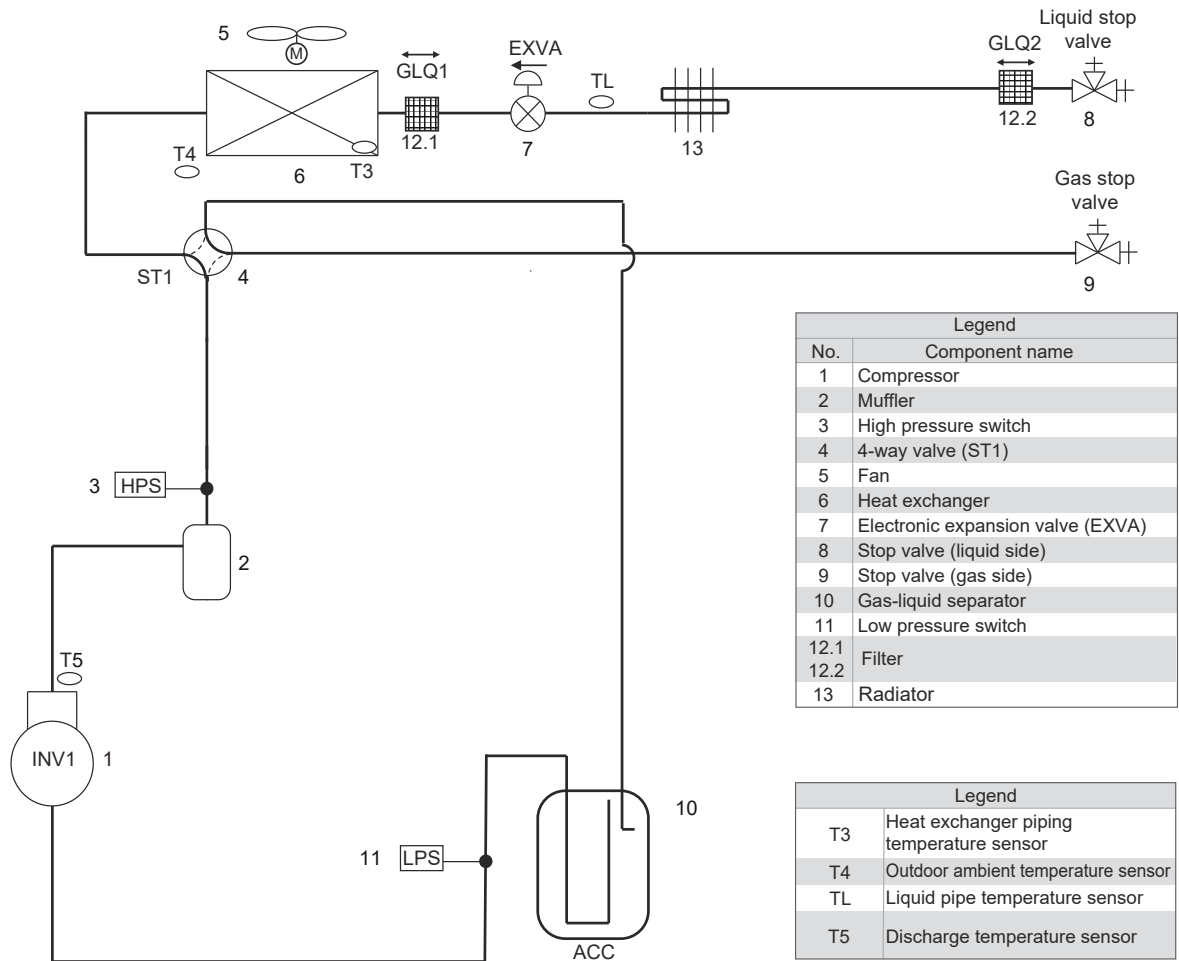 5
M
GLQ1
EXVA
TL
GLQ2
Liquid stop
valve
12.1
7
13
12.2
8
T4
6
T3
Gas stop
valve
ST1
4
9
3 HPS
2
T5
INV1
1
11 LPS
10
ACC
Legend
No. Component name
1 Compressor
2 Muffler
3 High pressure switch
4 4-way valve (ST1)
5 Fan
6 Heat exchanger
7 Electronic expansion valve (EXVA)
8 Stop valve (liquid side)
9 Stop valve (gas side)
10 Gas-liquid separator
11 Low pressure switch
12.1
12.2
Filter
13 Radiator
Legend
T3 Heat exchanger piping
temperature sensor
T4 Outdoor ambient temperature sensor
TL Liquid pipe temperature sensor
T5 Discharge temperature sensor